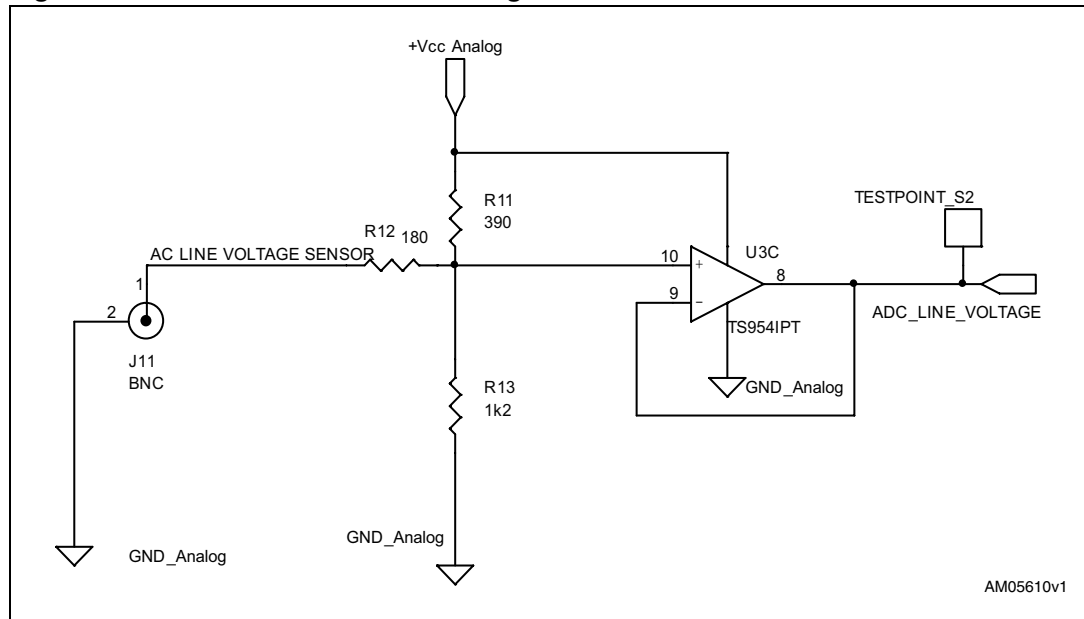 +Vcc Analog
R11
390
TESTPOINT_S2
R12
180
U3C
AC LINE VOLTAGE SENSOR
10
+
8
1
9
−
2
ADC_LINE_VOLTAGE
TS954IPT
J11
BNC
R13
1k2
GND_Analog
GND_Analog
GND_Analog
AM05610v1